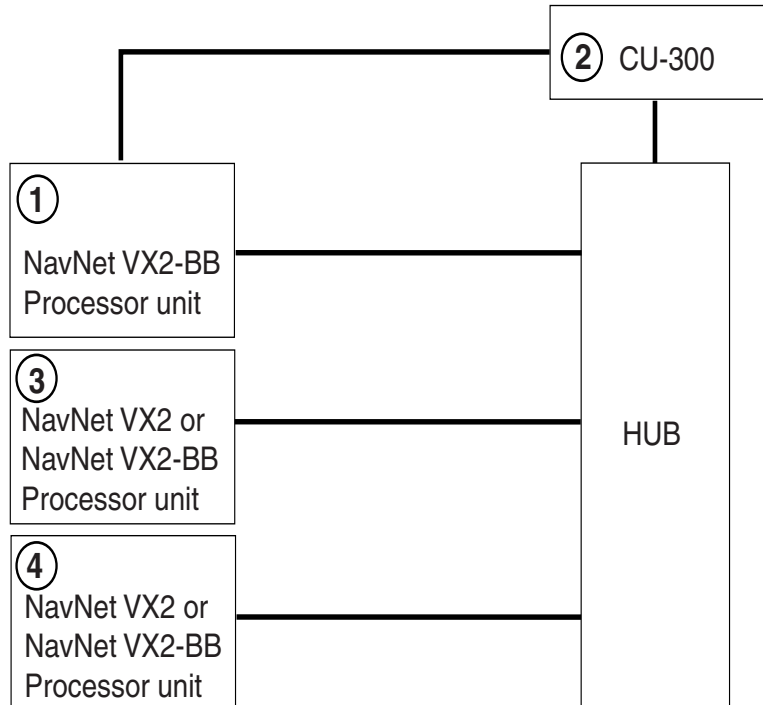 2 CU-300
1
NavNet VX2-BB
Processor unit
3
NavNet VX2 or
NavNet VX2-BB
Processor unit
HUB
4
NavNet VX2 or
NavNet VX2-BB
Processor unit